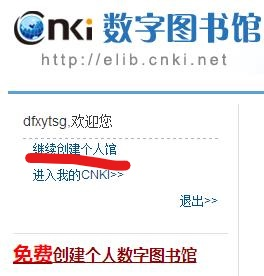 Cnki 数字图书馆
http://elib.cnki.net
dfxytsg,欢迎您
继续创建个人馆
进入我的CNKI>>
退出>>
免费创建个人数字图书馆